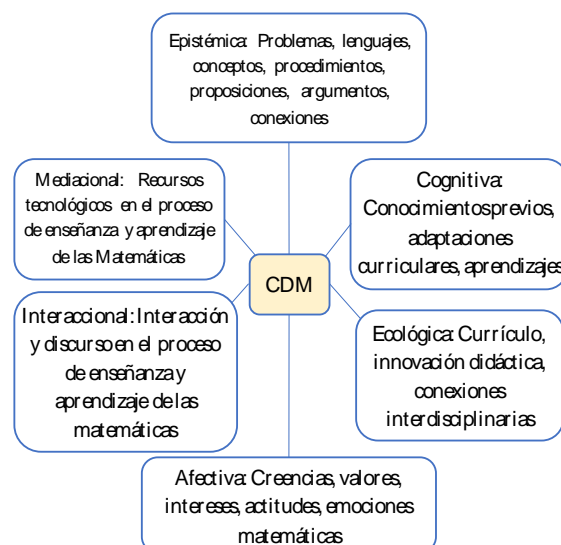 Epistémica: Problemas, lenguajes,
conceptos, procedimientos,
proposiciones, argumentos,
conexiones
Mediacional: Recursos
tecnológicos en el proceso
de enseñanza y aprendizaje
de las Matemáticas
Cognitiva:
Conocimientos previos,
adaptaciones
curriculares, aprendizajes
CDM
Interaccional: Interacción
y discurso en el proceso
de enseñanza y
aprendizaje de las
matemáticas
Ecológica: Currículo,
innovación didáctica,
conexiones
interdisciplinarias
Afectiva: Creencias, valores,
intereses, actitudes, emociones
matemáticas